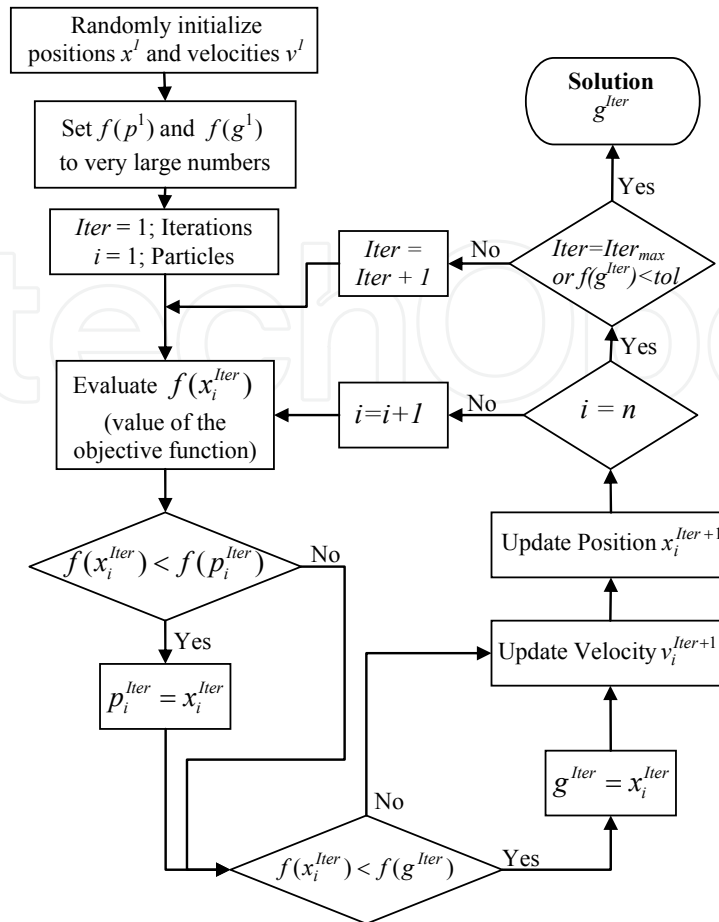 Randomly initialize
positions x^1 and velocities v^1
Set f(p^1) and f(g^1)
to very large numbers
Iter = 1; Iterations
i = 1; Particles
Evaluate f(x_i^Iter)
(value of the
objective function)
f(x_i^Iter) < f(p_i^Iter)
No
Yes
p_i^Iter = x_i^Iter
f(x_i^Iter) < f(g^Iter)
No
Yes
g^Iter = x_i^Iter
Update Velocity v_i^Iter+1
Update Position x_i^Iter+1
i = n
No
i=i+1
Yes
Iter=Iter_max
or f(g^Iter)<tol
No
Iter =
Iter + 1
Yes
Solution
g^Iter